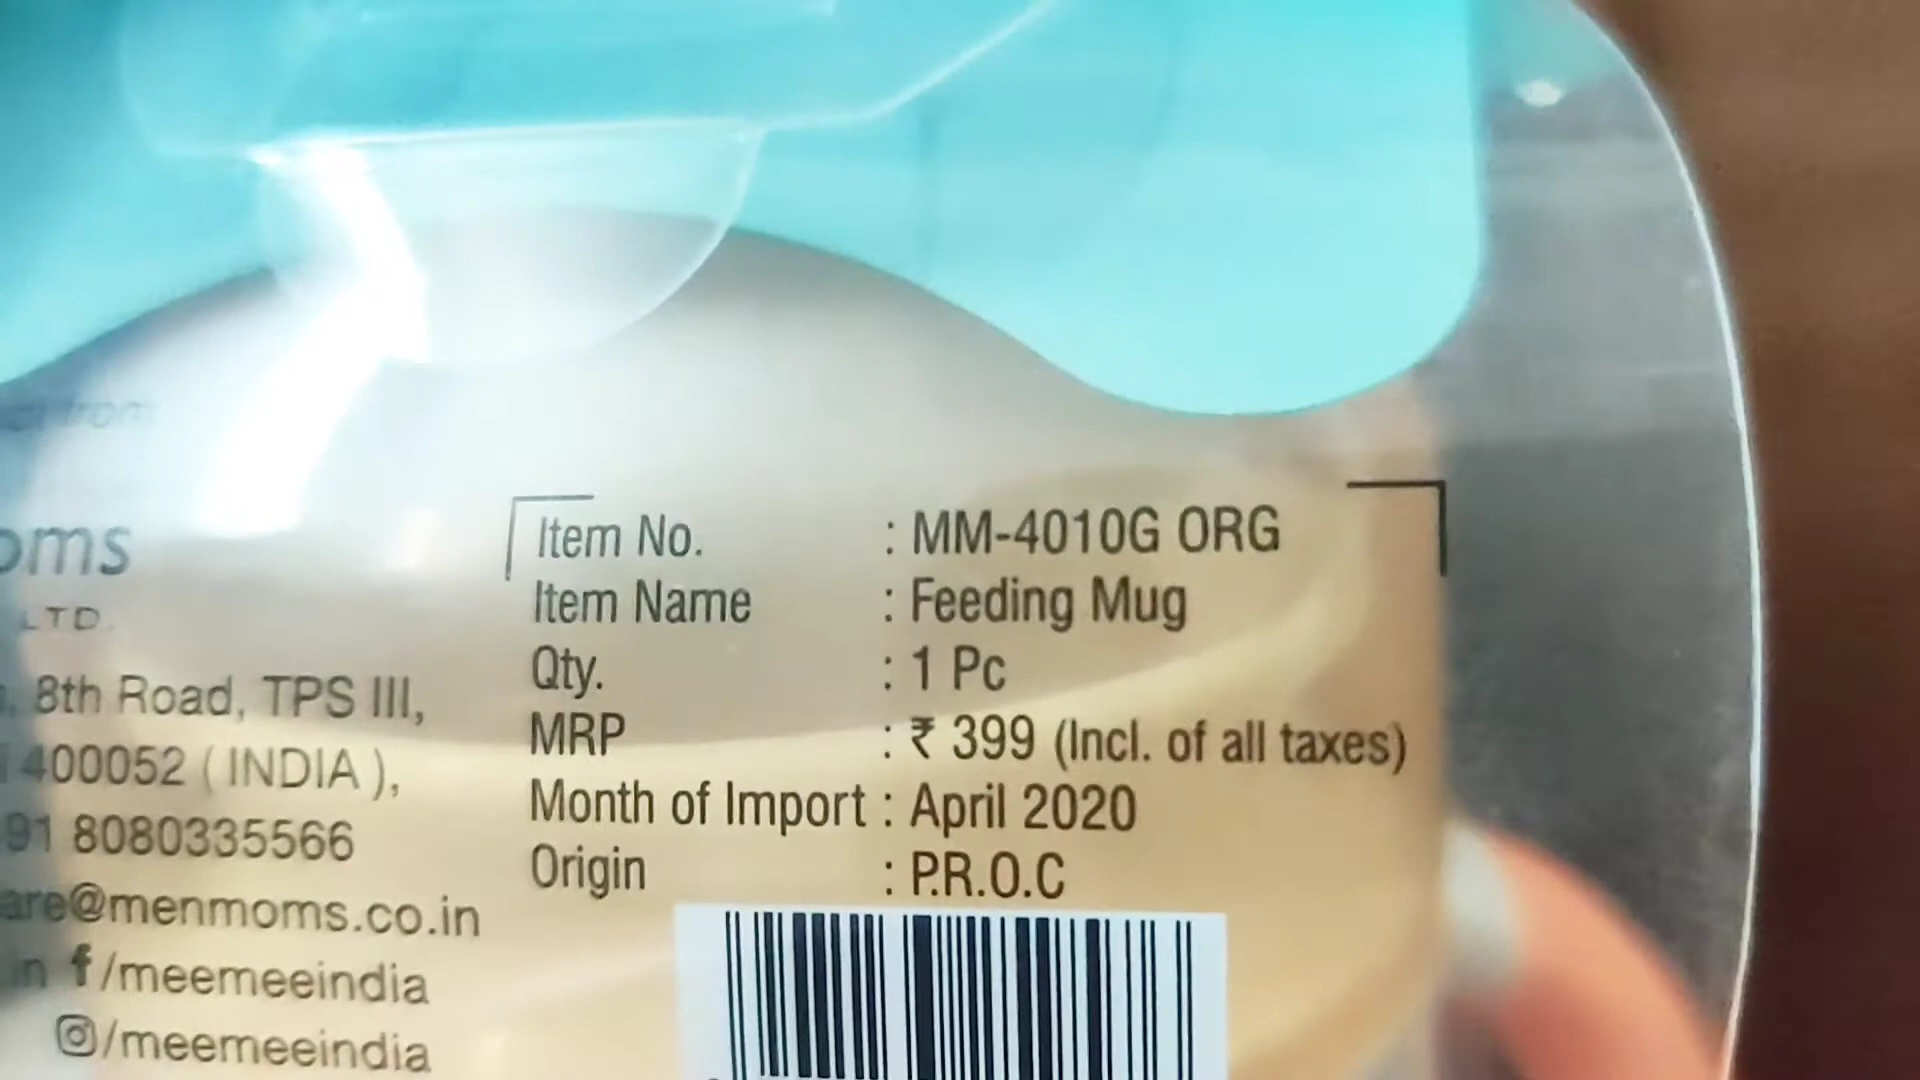 from
oms
LTD.
8th Road, TPS III,
400052 ( INDIA ),
91 8080335566
are@menmoms.co.in
in f/meemeeindia
/meemeeindia
Item No. : MM-4010G ORG
Item Name : Feeding Mug
Qty. : 1 Pc
MRP : ₹ 399 (Incl. of all taxes)
Month of Import : April 2020
Origin : P.R.O.C